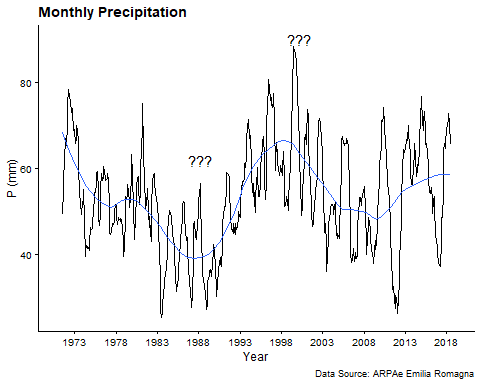 Monthly Precipitation
???
???
P (mm)
80
60
40
1973 1978 1983 1988 1993 1998 2003 2008 2013 2018
Year
Data Source: ARPAe Emilia Romagna